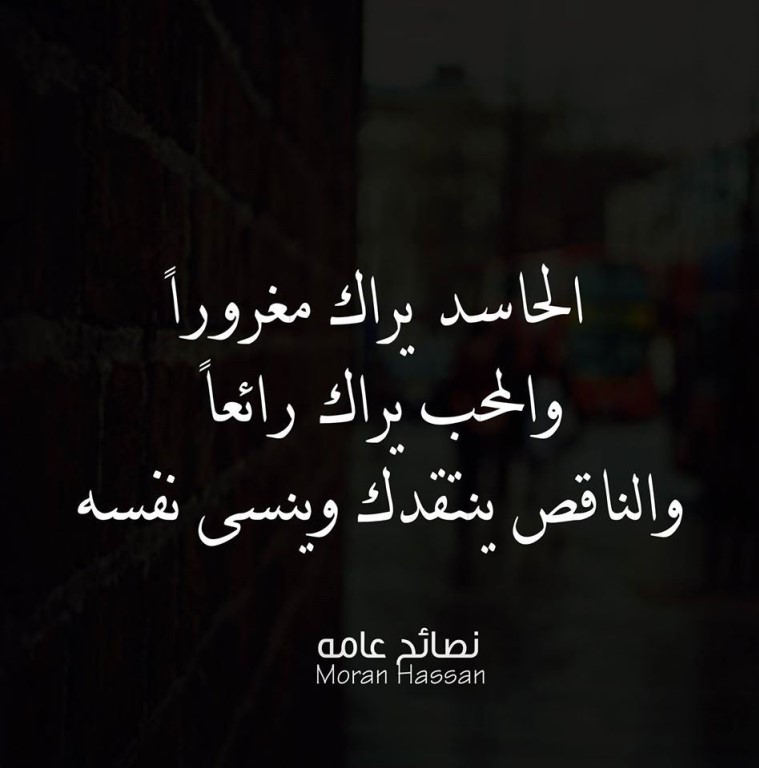 الحاسد يراك مغروراً
والمحب يراك رائعاً
والناقص ينتقدك وينسى نفسه
نصائح عامه
Moran Hassan